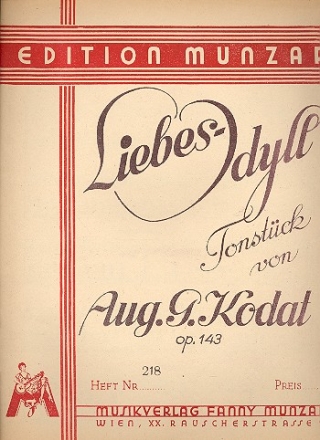 EDITION MUNZAR
Liebes-Idyll
Tonstück
von
Aug. G. Kodat
op. 143
218
HEFT NR ........ PREIS ....
MUSIKVERLAG FANNY MUNZA
WIEN, XX. RAUSCHERSTRASSE